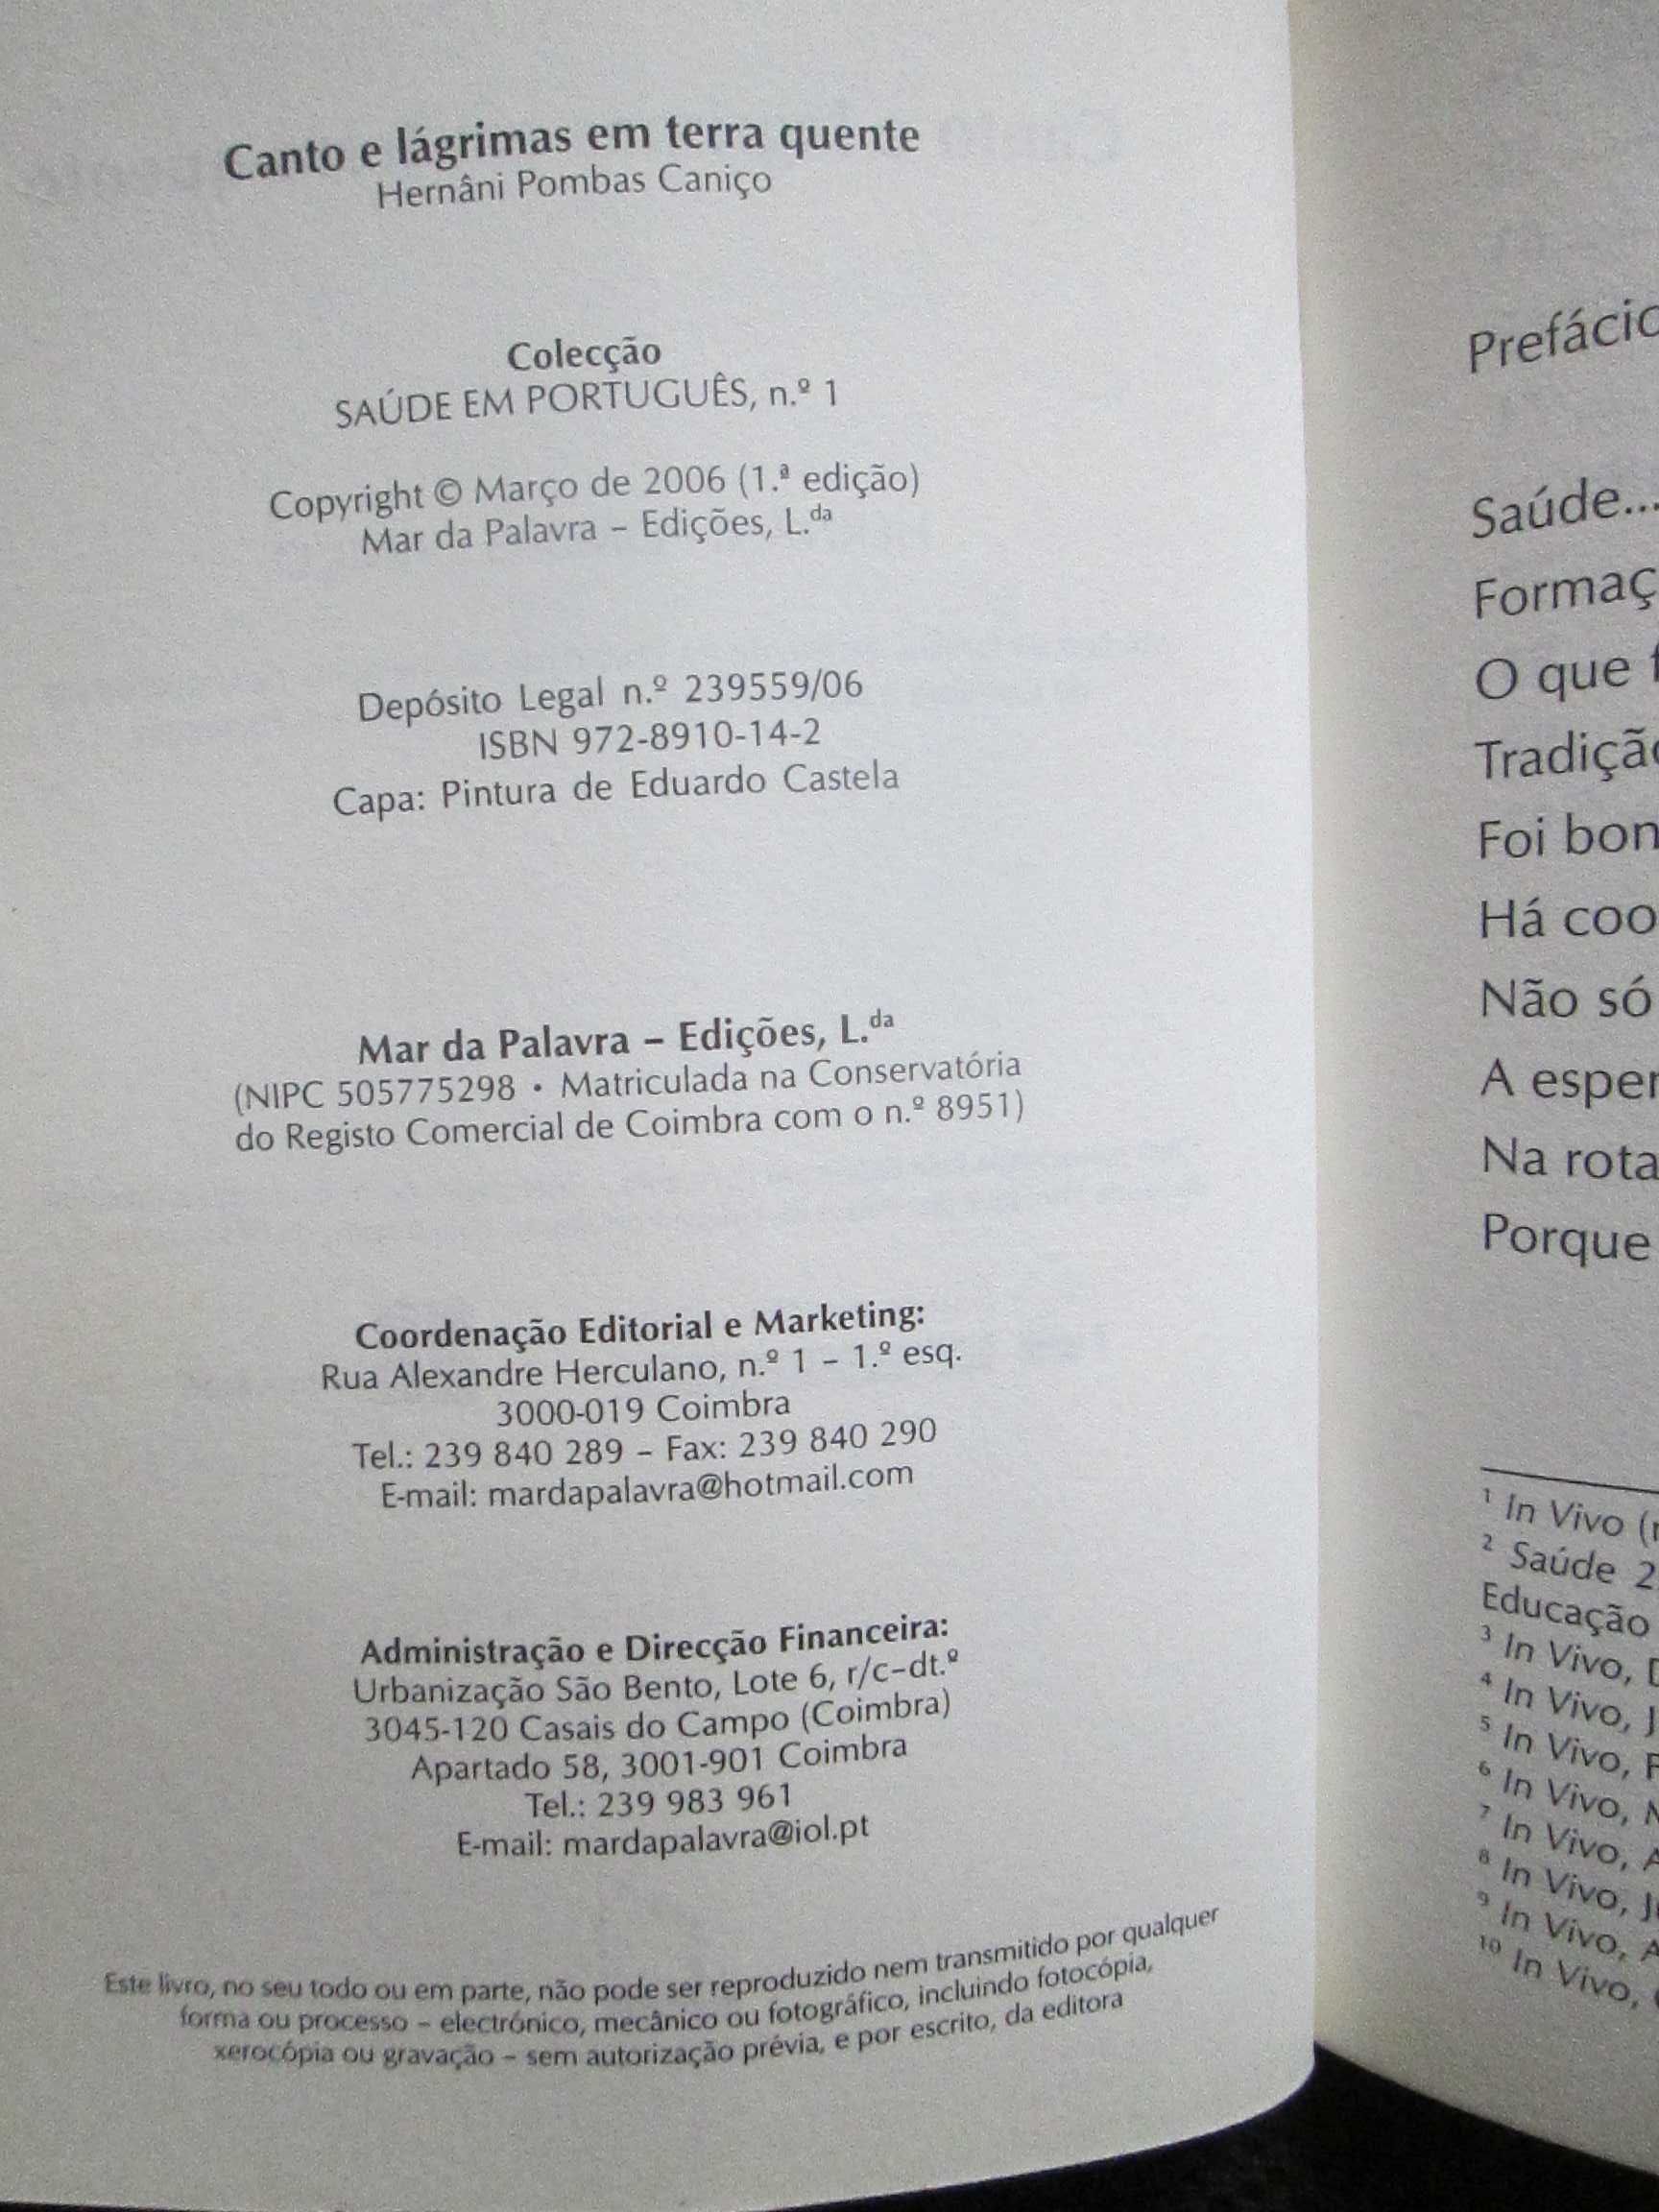 Canto e lágrimas em terra quente
Hernâni Pombas Caniço
Colecção
SAÚDE EM PORTUGUÊS, n.º 1
Copyright © Março de 2006 (1.ª edição)
Mar da Palavra – Edições, L.da
Depósito Legal n.º 239559/06
ISBN 972-8910-14-2
Capa: Pintura de Eduardo Castela
Mar da Palavra – Edições, L.da
(NIPC 505775298 • Matriculada na Conservatória
do Registo Comercial de Coimbra com o n.º 8951)
Coordenação Editorial e Marketing:
Rua Alexandre Herculano, n.º 1 – 1.º esq.
3000-019 Coimbra
Tel.: 239 840 289 – Fax: 239 840 290
E-mail: mardapalavra@hotmail.com
Administração e Direcção Financeira:
Urbanização São Bento, Lote 6, r/c–dt.º
3045-120 Casais do Campo (Coimbra)
Apartado 58, 3001-901 Coimbra
Tel.: 239 983 961
E-mail: mardapalavra@iol.pt
Este livro, no seu todo ou em parte, não pode ser reproduzido nem transmitido por qualquer
forma ou processo – electrónico, mecânico ou fotográfico, incluindo fotocópia,
xerocópia ou gravação – sem autorização prévia, e por escrito, da editora
Prefácio
Saúde...
Formaç
O que f
Tradição
Foi bon
Há coo
Não só
A esper
Na rota
Porque
1 In Vivo (
2 Saúde 2
Educação
3 In Vivo,
4 In Vivo, J
5 In Vivo,
6 In Vivo,
7 In Vivo, A
8 In Vivo, J
9 In Vivo, A
10 In Vivo,